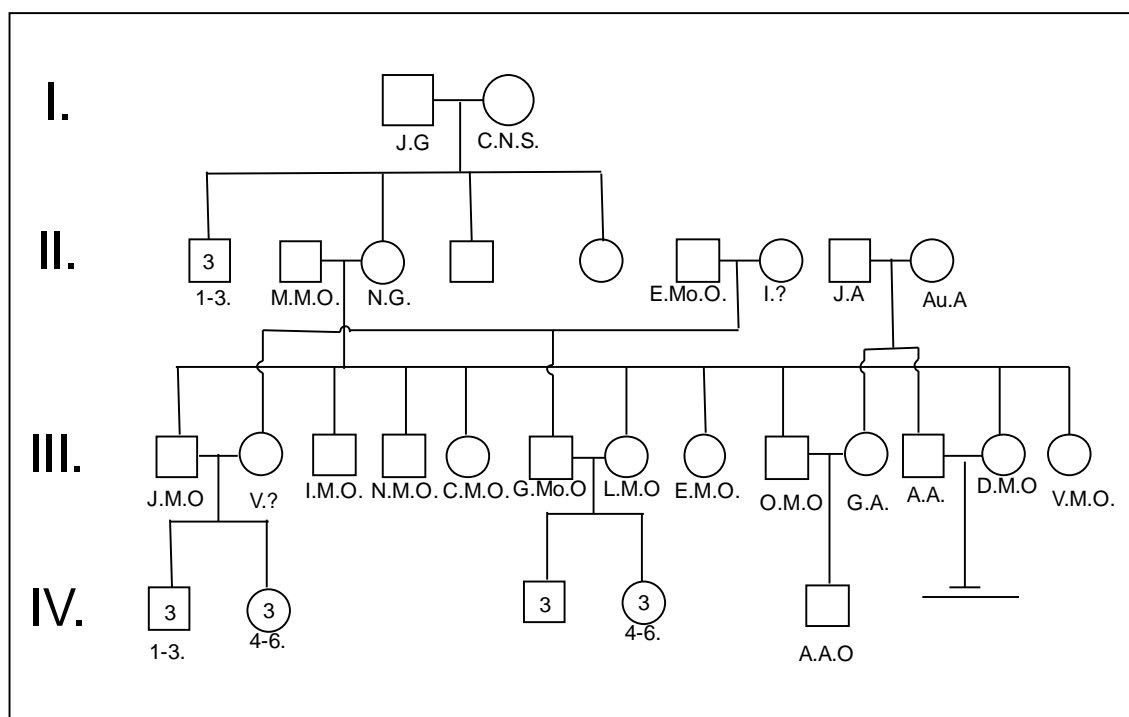 I.
J.G C.N.S.
II.
3
1-3. M.M.O. N.G. E.Mo.O. I.? J.A Au.A
III.
J.M.O V.? I.M.O. N.M.O. C.M.O. G.Mo.O L.M.O E.M.O. O.M.O G.A. A.A. D.M.O V.M.O.
IV.
3 3 3 3
1-3. 4-6. 4-6. A.A.O